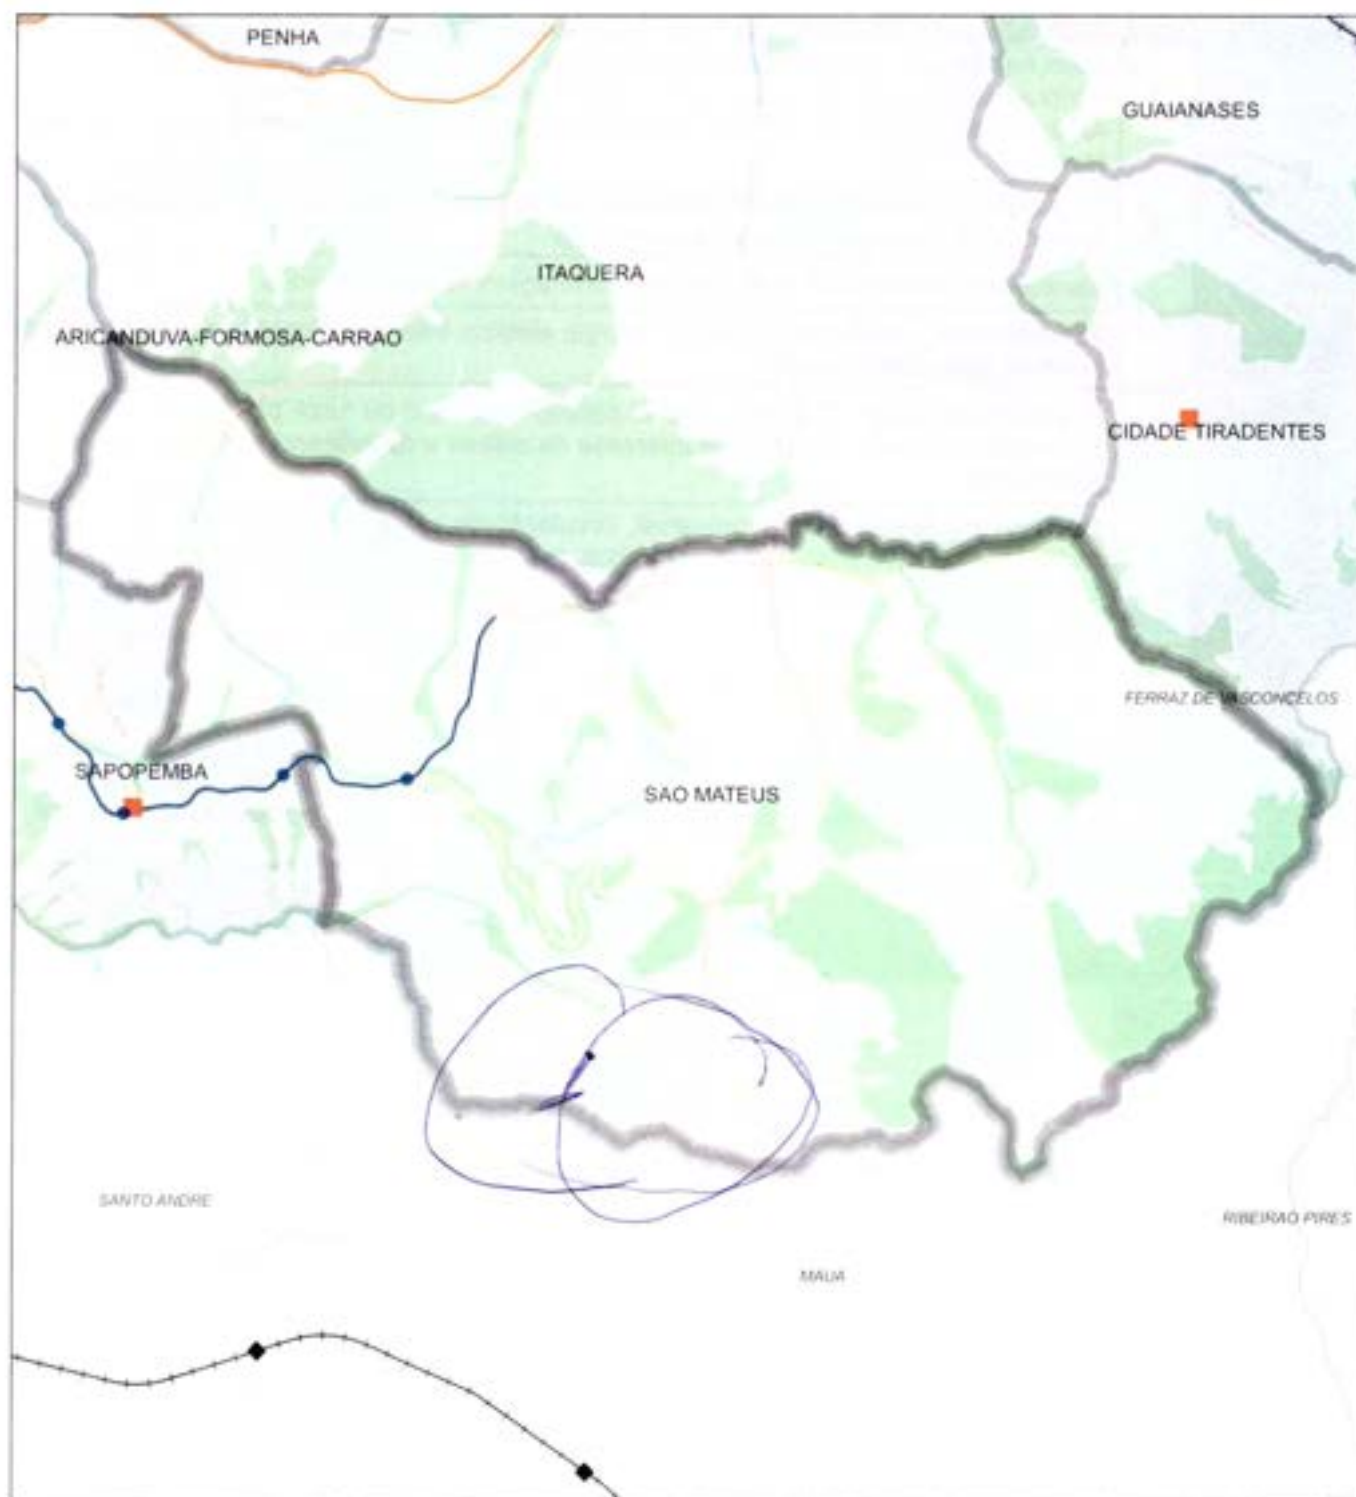 PENHA
GUAIANASES
ITAQUERA
ARICANDUVA-FORMOSA-CARRAO
CIDADE TIRADENTES
FERRAZ DE VASCONCELOS
SAPOPEMBA
SAO MATEUS
SANTO ANDRE
RIBEIRAO PIRES
MAUA